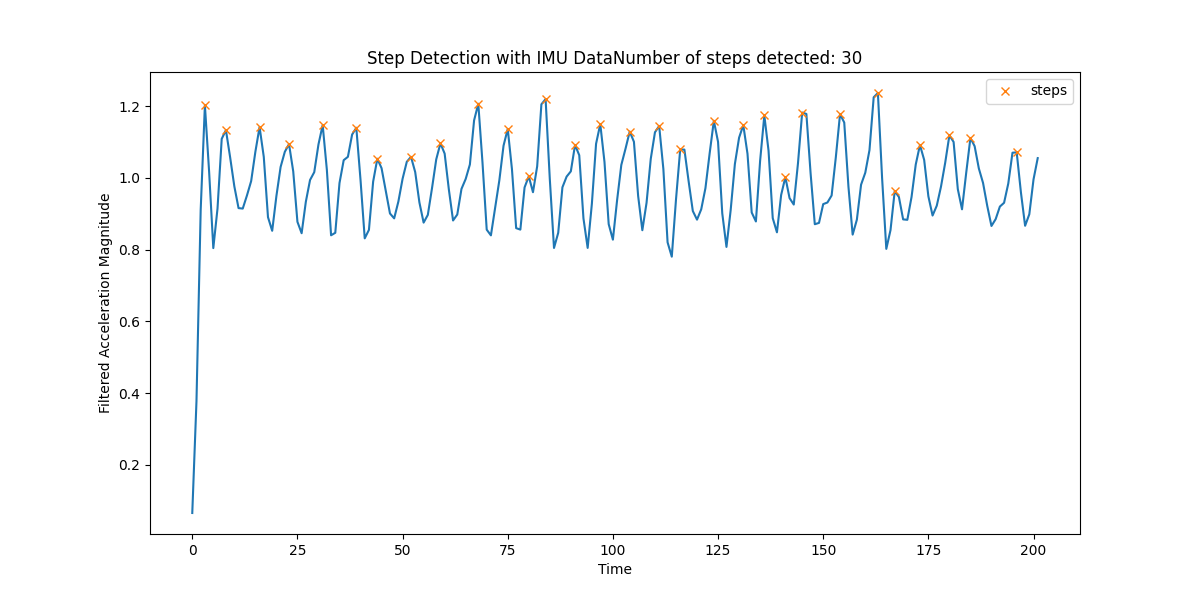 Step Detection with IMU DataNumber of steps detected: 30
steps
Filtered Acceleration Magnitude
1.2
1.0
0.8
0.6
0.4
0.2
0 25 50 75 100 125 150 175 200
Time